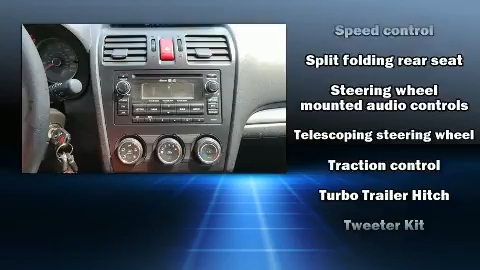 Speed control
Split folding rear seat
Steering wheel
mounted audio controls
Telescoping steering wheel
Traction control
Turbo Trailer Hitch
Tweeter Kit